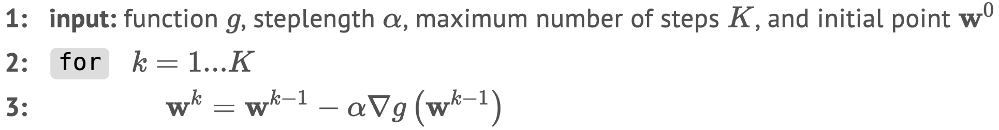 1: input: function g, steplength α, maximum number of steps K, and initial point w⁰
2: for k = 1...K
3: wᵏ = wᵏ⁻¹ − α∇g (wᵏ⁻¹)